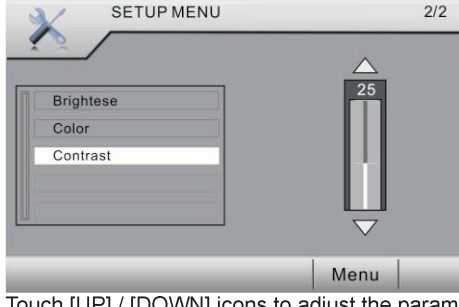 SETUP MENU 2/2
25
Brightese
Color
Contrast
Menu
Touch [UP] / [DOWN] icons to adjust the param